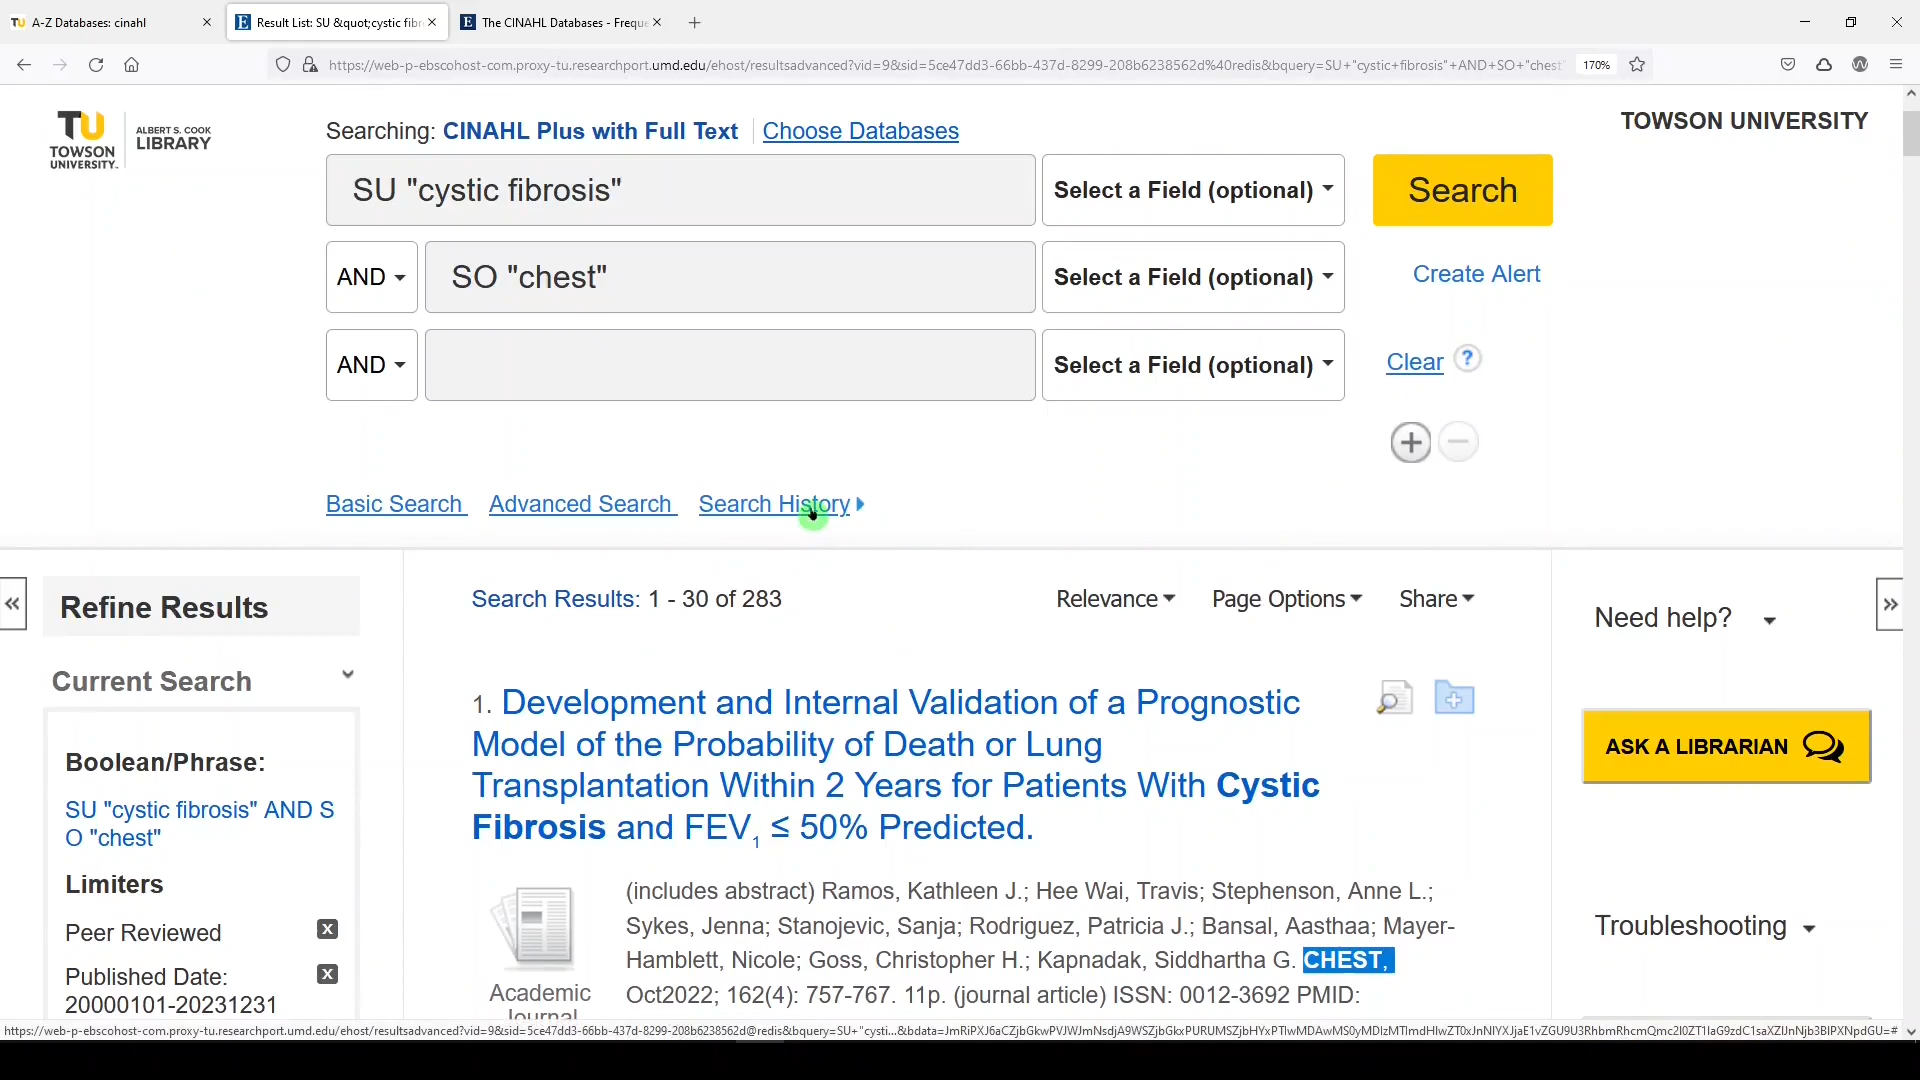 A-Z Databases: cinahl
Result List: SU &quot;cystic fibr
The CINAHL Databases - Freque
https://web-p-ebscohost-com.proxy-tu.researchport.umd.edu/ehost/resultsadvanced?vid=9&sid=5ce47dd3-66bb-437d-8299-208b6238562d%40redis&bquery=SU+"cystic+fibrosis"+AND+SO+"chest"
170%
TU
TOWSON
UNIVERSITY.
ALBERT S. COOK
LIBRARY
Searching: CINAHL Plus with Full Text
Choose Databases
TOWSON UNIVERSITY
SU "cystic fibrosis"
Select a Field (optional)
Search
AND
SO "chest"
Select a Field (optional)
Create Alert
AND
Select a Field (optional)
Clear
?
Basic Search
Advanced Search
Search History
Refine Results
Search Results: 1 - 30 of 283
Relevance
Page Options
Share
Need help?
Current Search
1. Development and Internal Validation of a Prognostic
Model of the Probability of Death or Lung
Transplantation Within 2 Years for Patients With Cystic
Fibrosis and FEV1 ≤ 50% Predicted.
ASK A LIBRARIAN
Boolean/Phrase:
SU "cystic fibrosis" AND S
O "chest"
Limiters
Peer Reviewed
Published Date:
20000101-20231231
Academic
Journal
(includes abstract) Ramos, Kathleen J.; Hee Wai, Travis; Stephenson, Anne L.;
Sykes, Jenna; Stanojevic, Sanja; Rodriguez, Patricia J.; Bansal, Aasthaa; Mayer-
Hamblett, Nicole; Goss, Christopher H.; Kapnadak, Siddhartha G. CHEST,
Oct2022; 162(4): 757-767. 11p. (journal article) ISSN: 0012-3692 PMID:
Troubleshooting